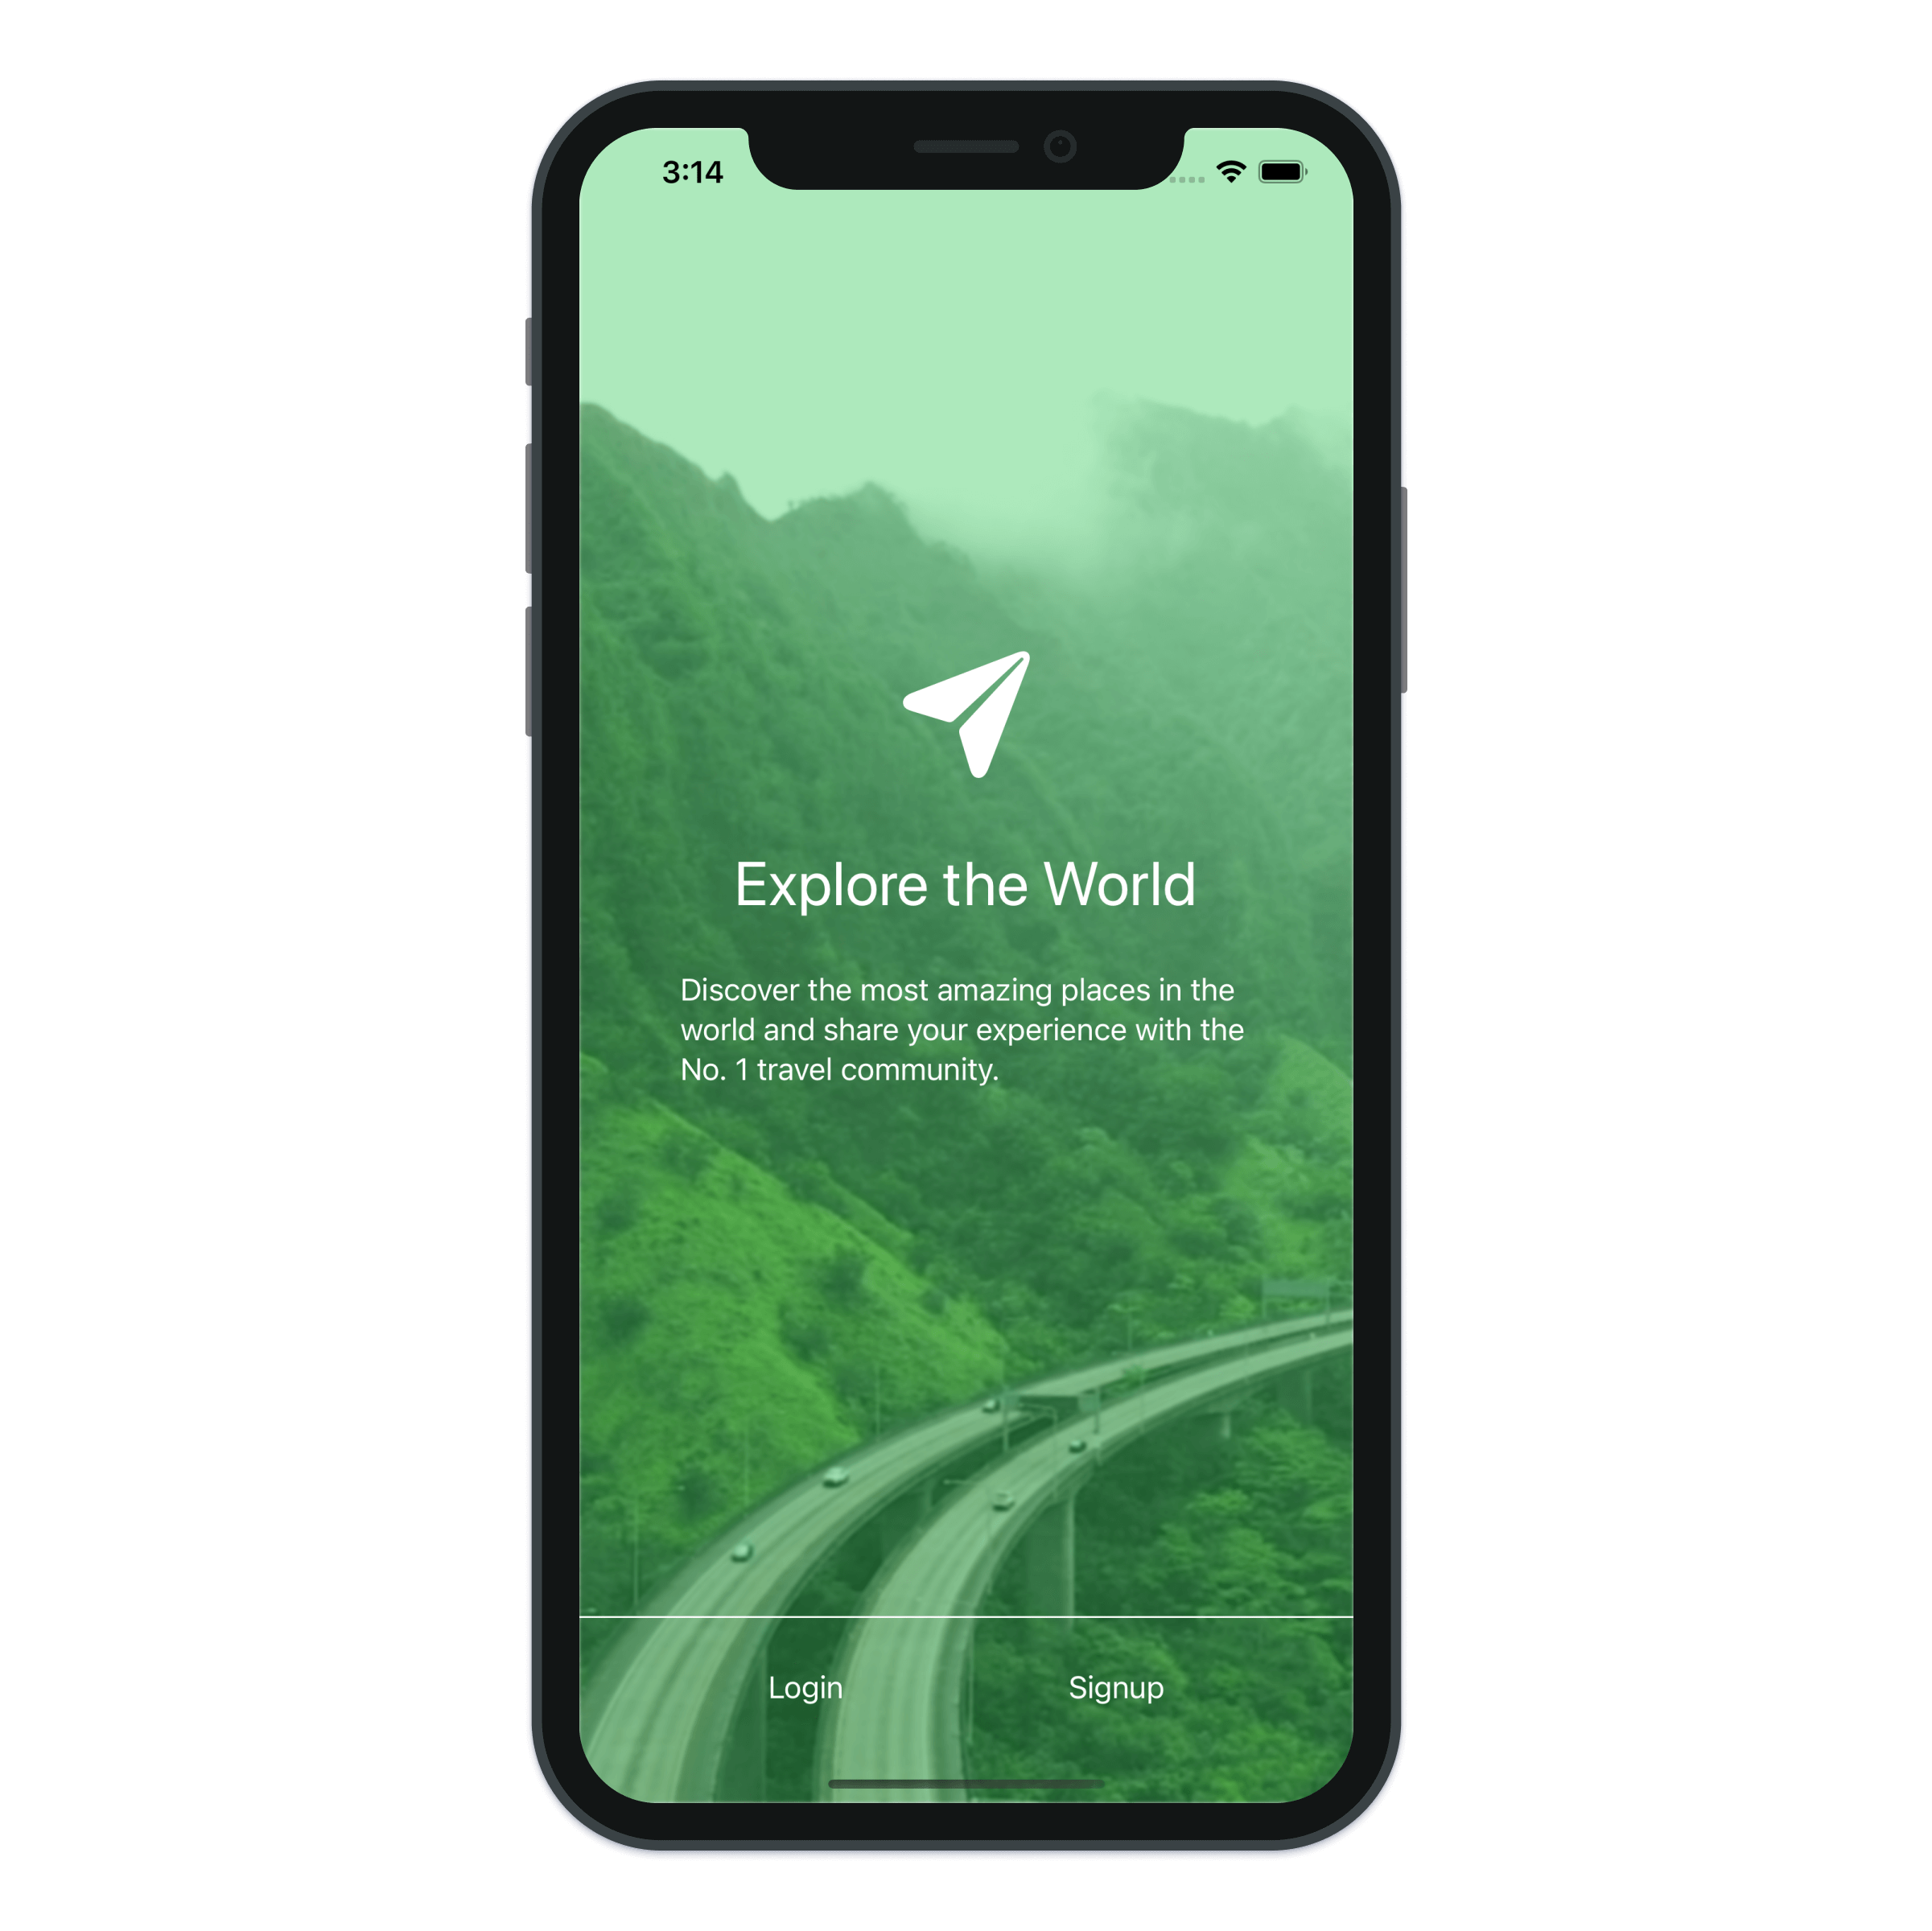 3:14
Explore the World
Discover the most amazing places in the
world and share your experience with the
No. 1 travel community.
Login
Signup